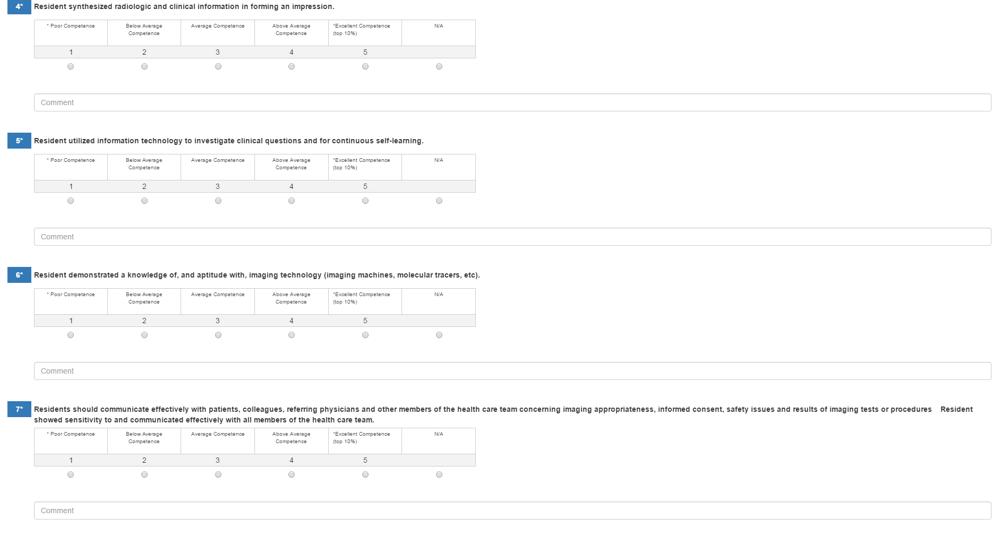 4* Resident synthesized radiologic and clinical information in forming an impression.
* Poor Competence Below Average Competence Average Competence Above Average Competence *Excellent Competence (top 10%) N/A
1 2 3 4 5
Comment
5* Resident utilized information technology to investigate clinical questions and for continuous self-learning.
* Poor Competence Below Average Competence Average Competence Above Average Competence *Excellent Competence (top 10%) N/A
1 2 3 4 5
Comment
6* Resident demonstrated a knowledge of, and aptitude with, imaging technology (imaging machines, molecular tracers, etc).
* Poor Competence Below Average Competence Average Competence Above Average Competence *Excellent Competence (top 10%) N/A
1 2 3 4 5
Comment
7* Residents should communicate effectively with patients, colleagues, referring physicians and other members of the health care team concerning imaging appropriateness, informed consent, safety issues and results of imaging tests or procedures Resident
showed sensitivity to and communicated effectively with all members of the health care team.
* Poor Competence Below Average Competence Average Competence Above Average Competence *Excellent Competence (top 10%) N/A
1 2 3 4 5
Comment